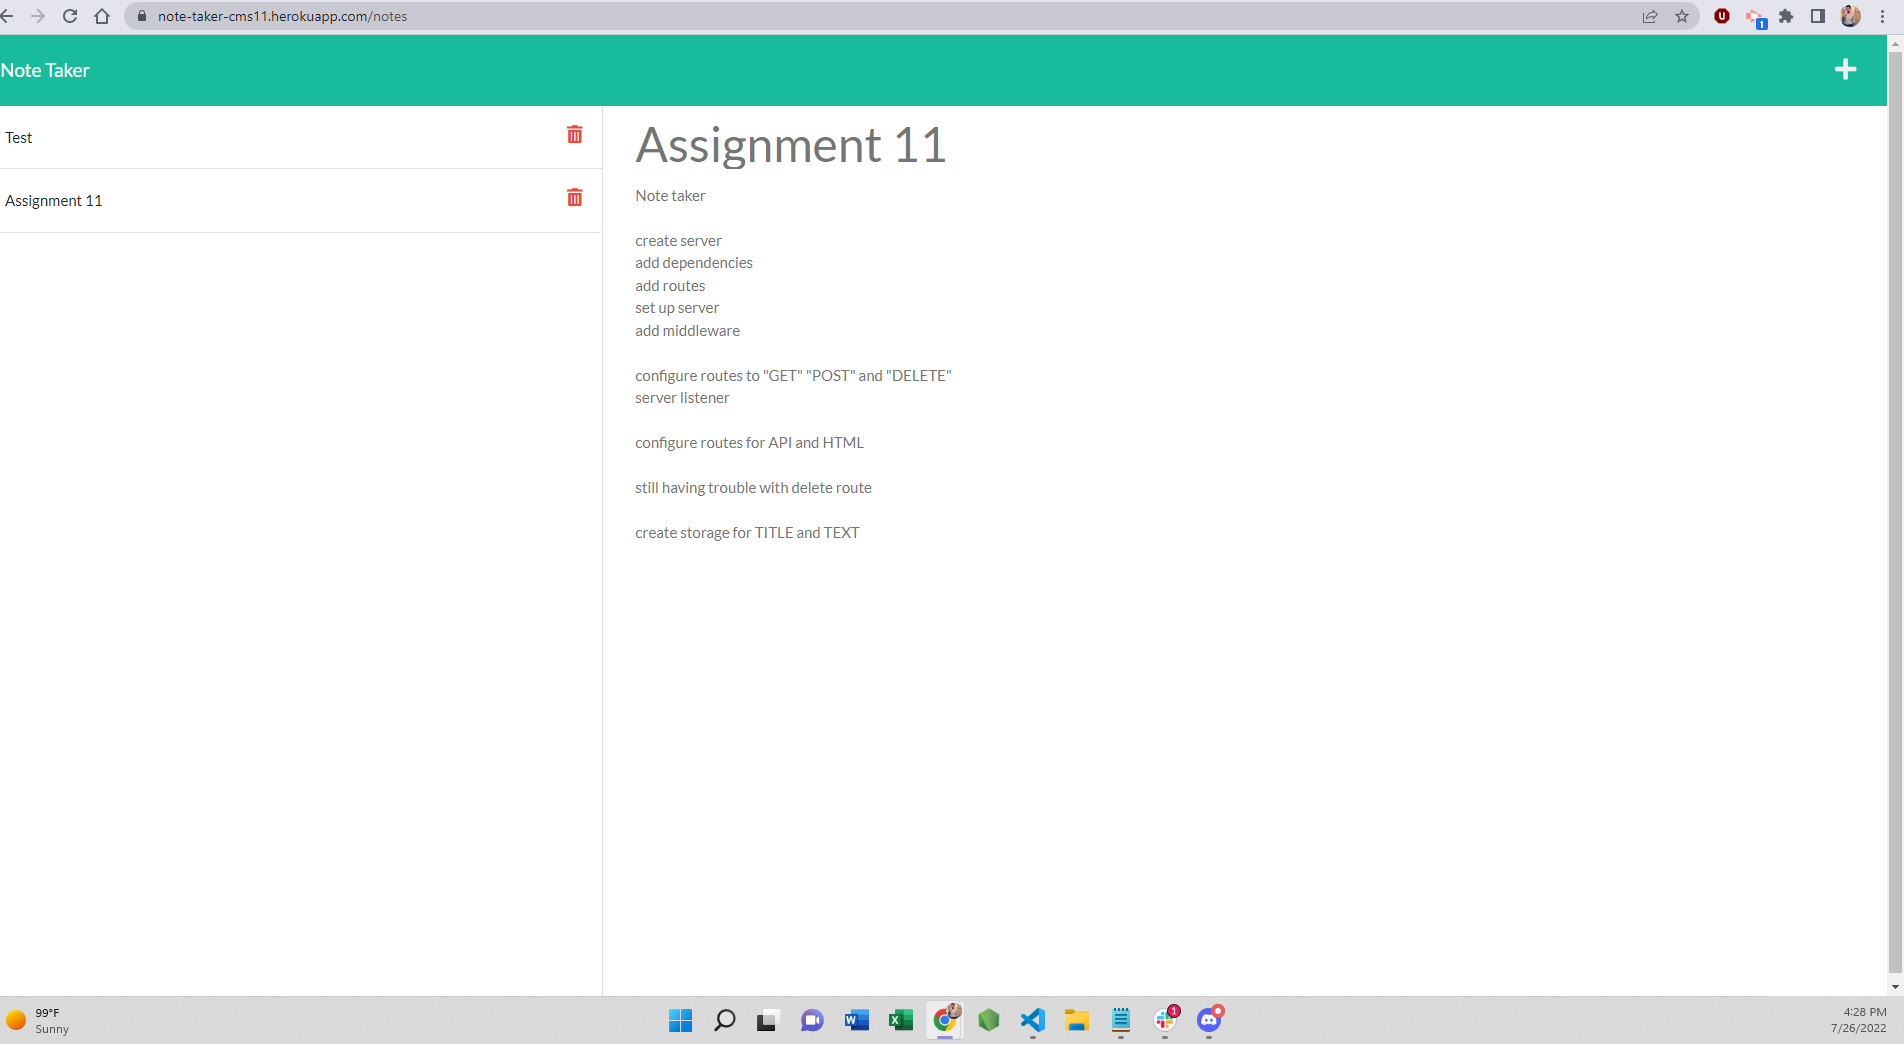 note-taker-cms11.herokuapp.com/notes
1
Note Taker
Test
Assignment 11
Assignment 11
Note taker
create server
add dependencies
add routes
set up server
add middleware
configure routes to "GET" "POST" and "DELETE"
server listener
configure routes for API and HTML
still having trouble with delete route
create storage for TITLE and TEXT
99°F
Sunny
1
4:28 PM
7/26/2022